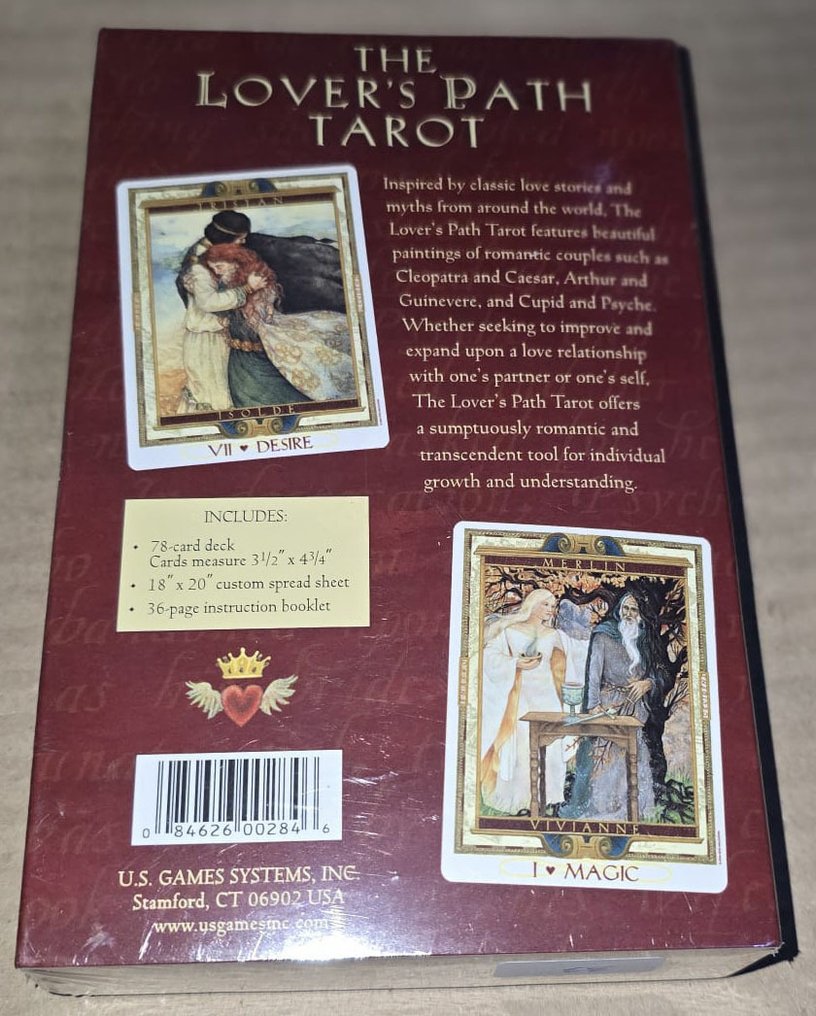 THE
LOVER'S PATH
TAROT
TRISTAN
ISOLDE
VII ♥ DESIRE
Inspired by classic love stories and
myths from around the world, The
Lover's Path Tarot features beautiful
paintings of romantic couples such as
Cleopatra and Caesar, Arthur and
Guinevere, and Cupid and Psyche.
Whether seeking to improve and
expand upon a love relationship
with one's partner or one's self,
The Lover's Path Tarot offers
a sumptuously romantic and
transcendent tool for individual
growth and understanding.
INCLUDES:
• 78-card deck
Cards measure 3 1/2" x 4 3/4"
• 18" x 20" custom spread sheet
• 36-page instruction booklet
MERLIN
VIVIANNE
I ♥ MAGIC
0 84626 00284 6
U.S. GAMES SYSTEMS, INC
Stamford, CT 06902 USA
www.usgamesinc.com